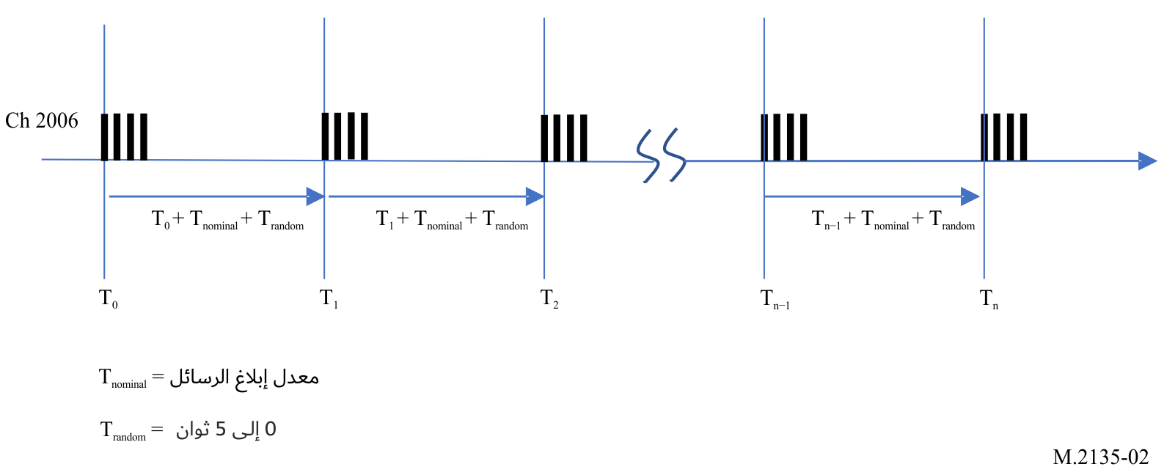 Ch 2006
T0 + Tnominal + Trandom
T1 + Tnominal + Trandom
Tn−1 + Tnominal + Trandom
T0
T1
T2
Tn−1
Tn
Tnominal = معدل إبلاغ الرسائل
Trandom = 0 إلى 5 ثوان
M.2135-02